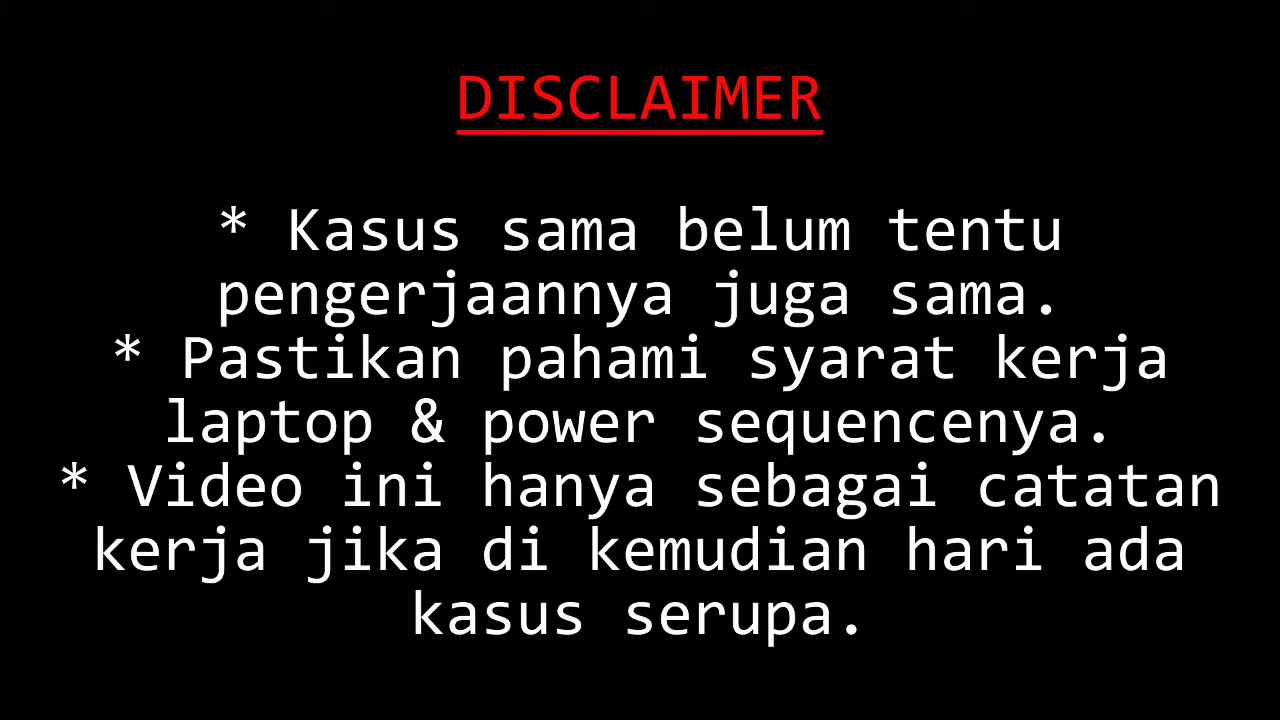 DISCLAIMER
* Kasus sama belum tentu
pengerjaannya juga sama.
* Pastikan pahami syarat kerja
laptop & power sequencenya.
* Video ini hanya sebagai catatan
kerja jika di kemudian hari ada
kasus serupa.